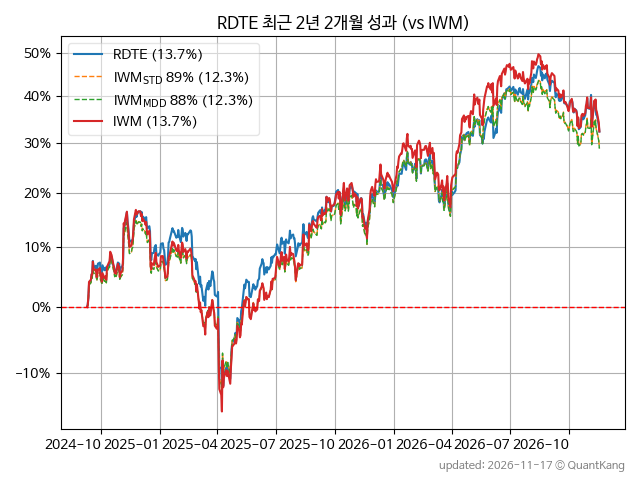 RDTE 최근 2년 2개월 성과 (vs IWM)
RDTE (13.7%)
IWM_STD 89% (12.3%)
IWM_MDD 88% (12.3%)
IWM (13.7%)
50%
40%
30%
20%
10%
0%
−10%
2024−10 2025−01 2025−04 2025−07 2025−10 2026−01 2026−04 2026−07 2026−10
updated: 2026-11-17 © QuantKang